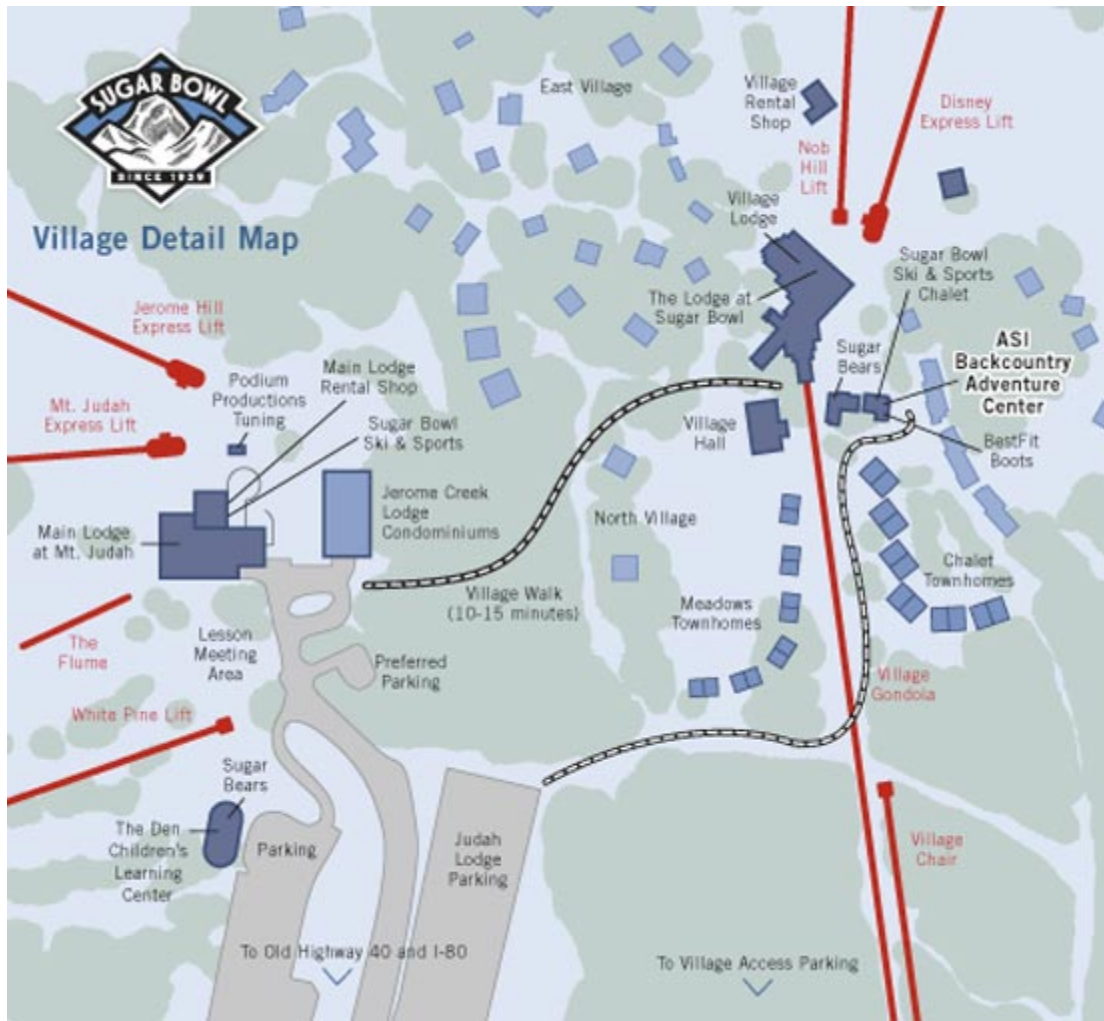 SUGAR BOWL
SINCE 1939
Village Detail Map
East Village
Village
Rental
Shop
Disney
Express Lift
Nob
Hill
Lift
Village
Lodge
Sugar Bowl
Ski & Sports
Chalet
The Lodge at
Sugar Bowl
Jerome Hill
Express Lift
Main Lodge
Rental Shop
Podium
Productions
Tuning
Mt. Judah
Express Lift
Sugar Bowl
Ski & Sports
Sugar
Bears
ASI
Backcountry
Adventure
Center
Village
Hall
BestFit
Boots
Jerome Creek
Lodge
Condominiums
Main Lodge
at Mt. Judah
North Village
Chalet
Townhomes
Village Walk
(10-15 minutes)
Meadows
Townhomes
The
Flume
Lesson
Meeting
Area
Preferred
Parking
Village
Gondola
White Pine Lift
Sugar
Bears
The Den
Children's
Learning
Center
Parking
Judah
Lodge
Parking
Village
Chair
To Old Highway 40 and I-80
To Village Access Parking